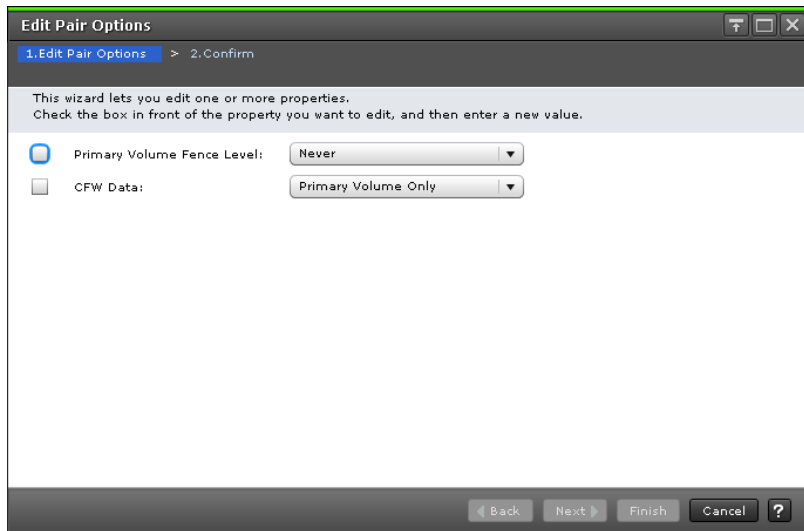 Edit Pair Options
1.Edit Pair Options > 2.Confirm
This wizard lets you edit one or more properties.
Check the box in front of the property you want to edit, and then enter a new value.
Primary Volume Fence Level: Never
CFW Data: Primary Volume Only
Back Next Finish Cancel ?